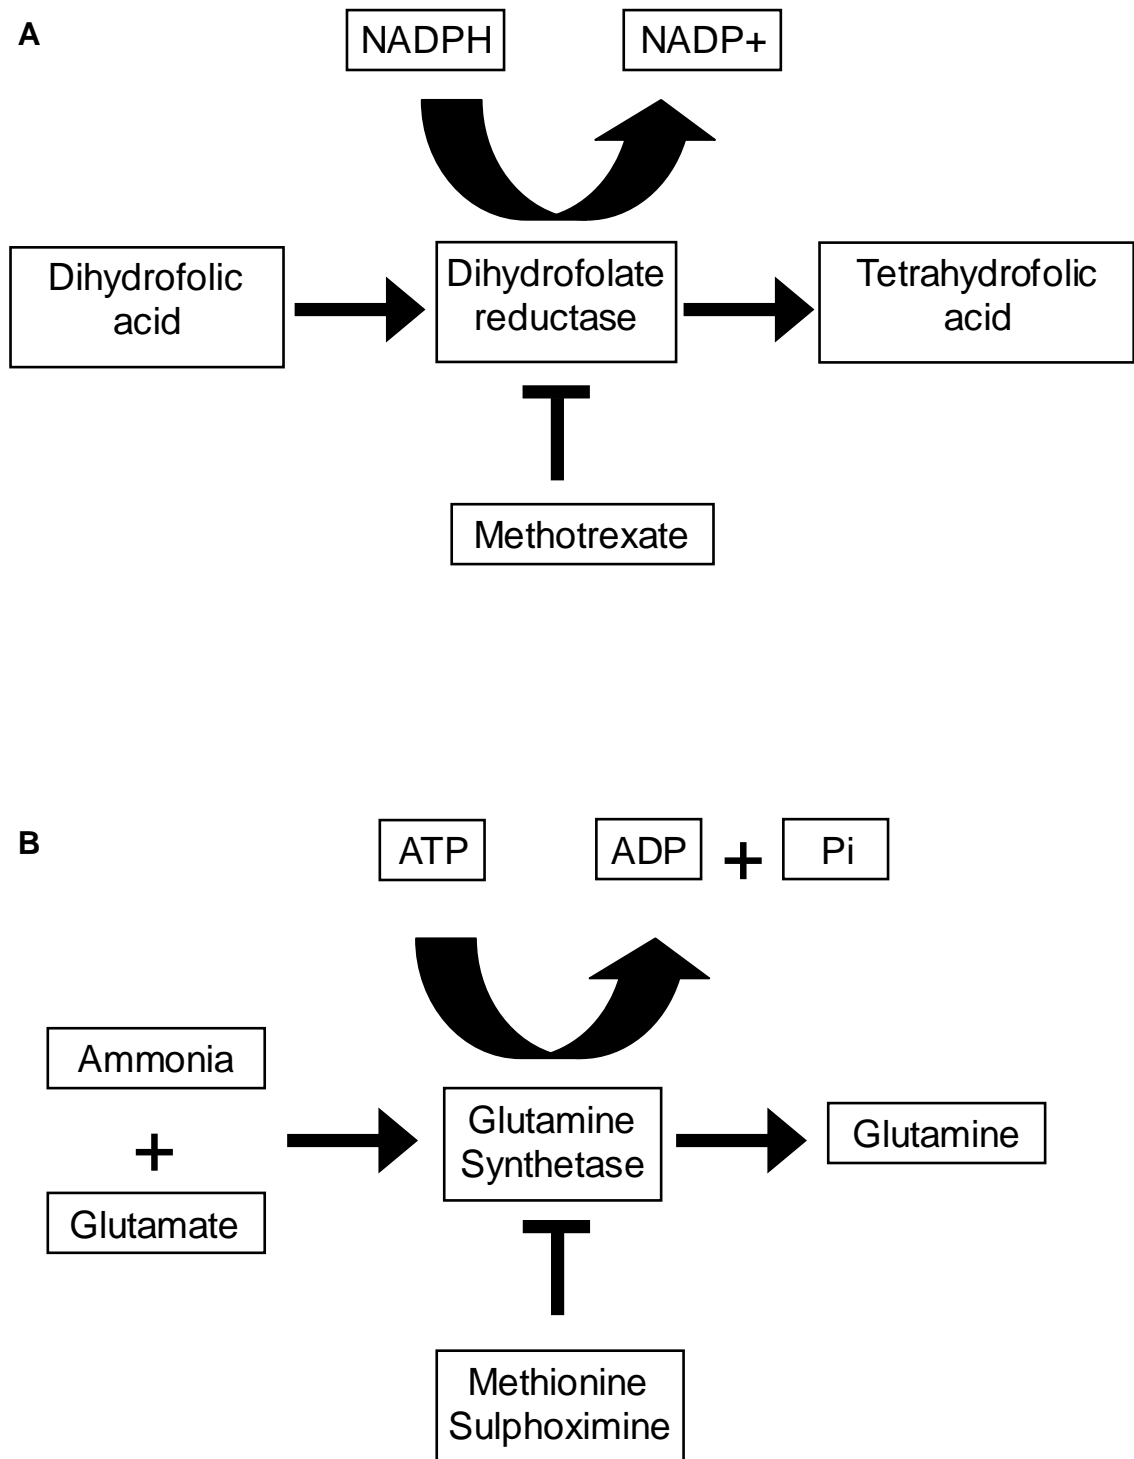 A
NADPH
NADP+
Dihydrofolic
acid
Dihydrofolate
reductase
Tetrahydrofolic
acid
Methotrexate
B
ATP
ADP
+
Pi
Ammonia
+
Glutamate
Glutamine
Synthetase
Glutamine
Methionine
Sulphoximine